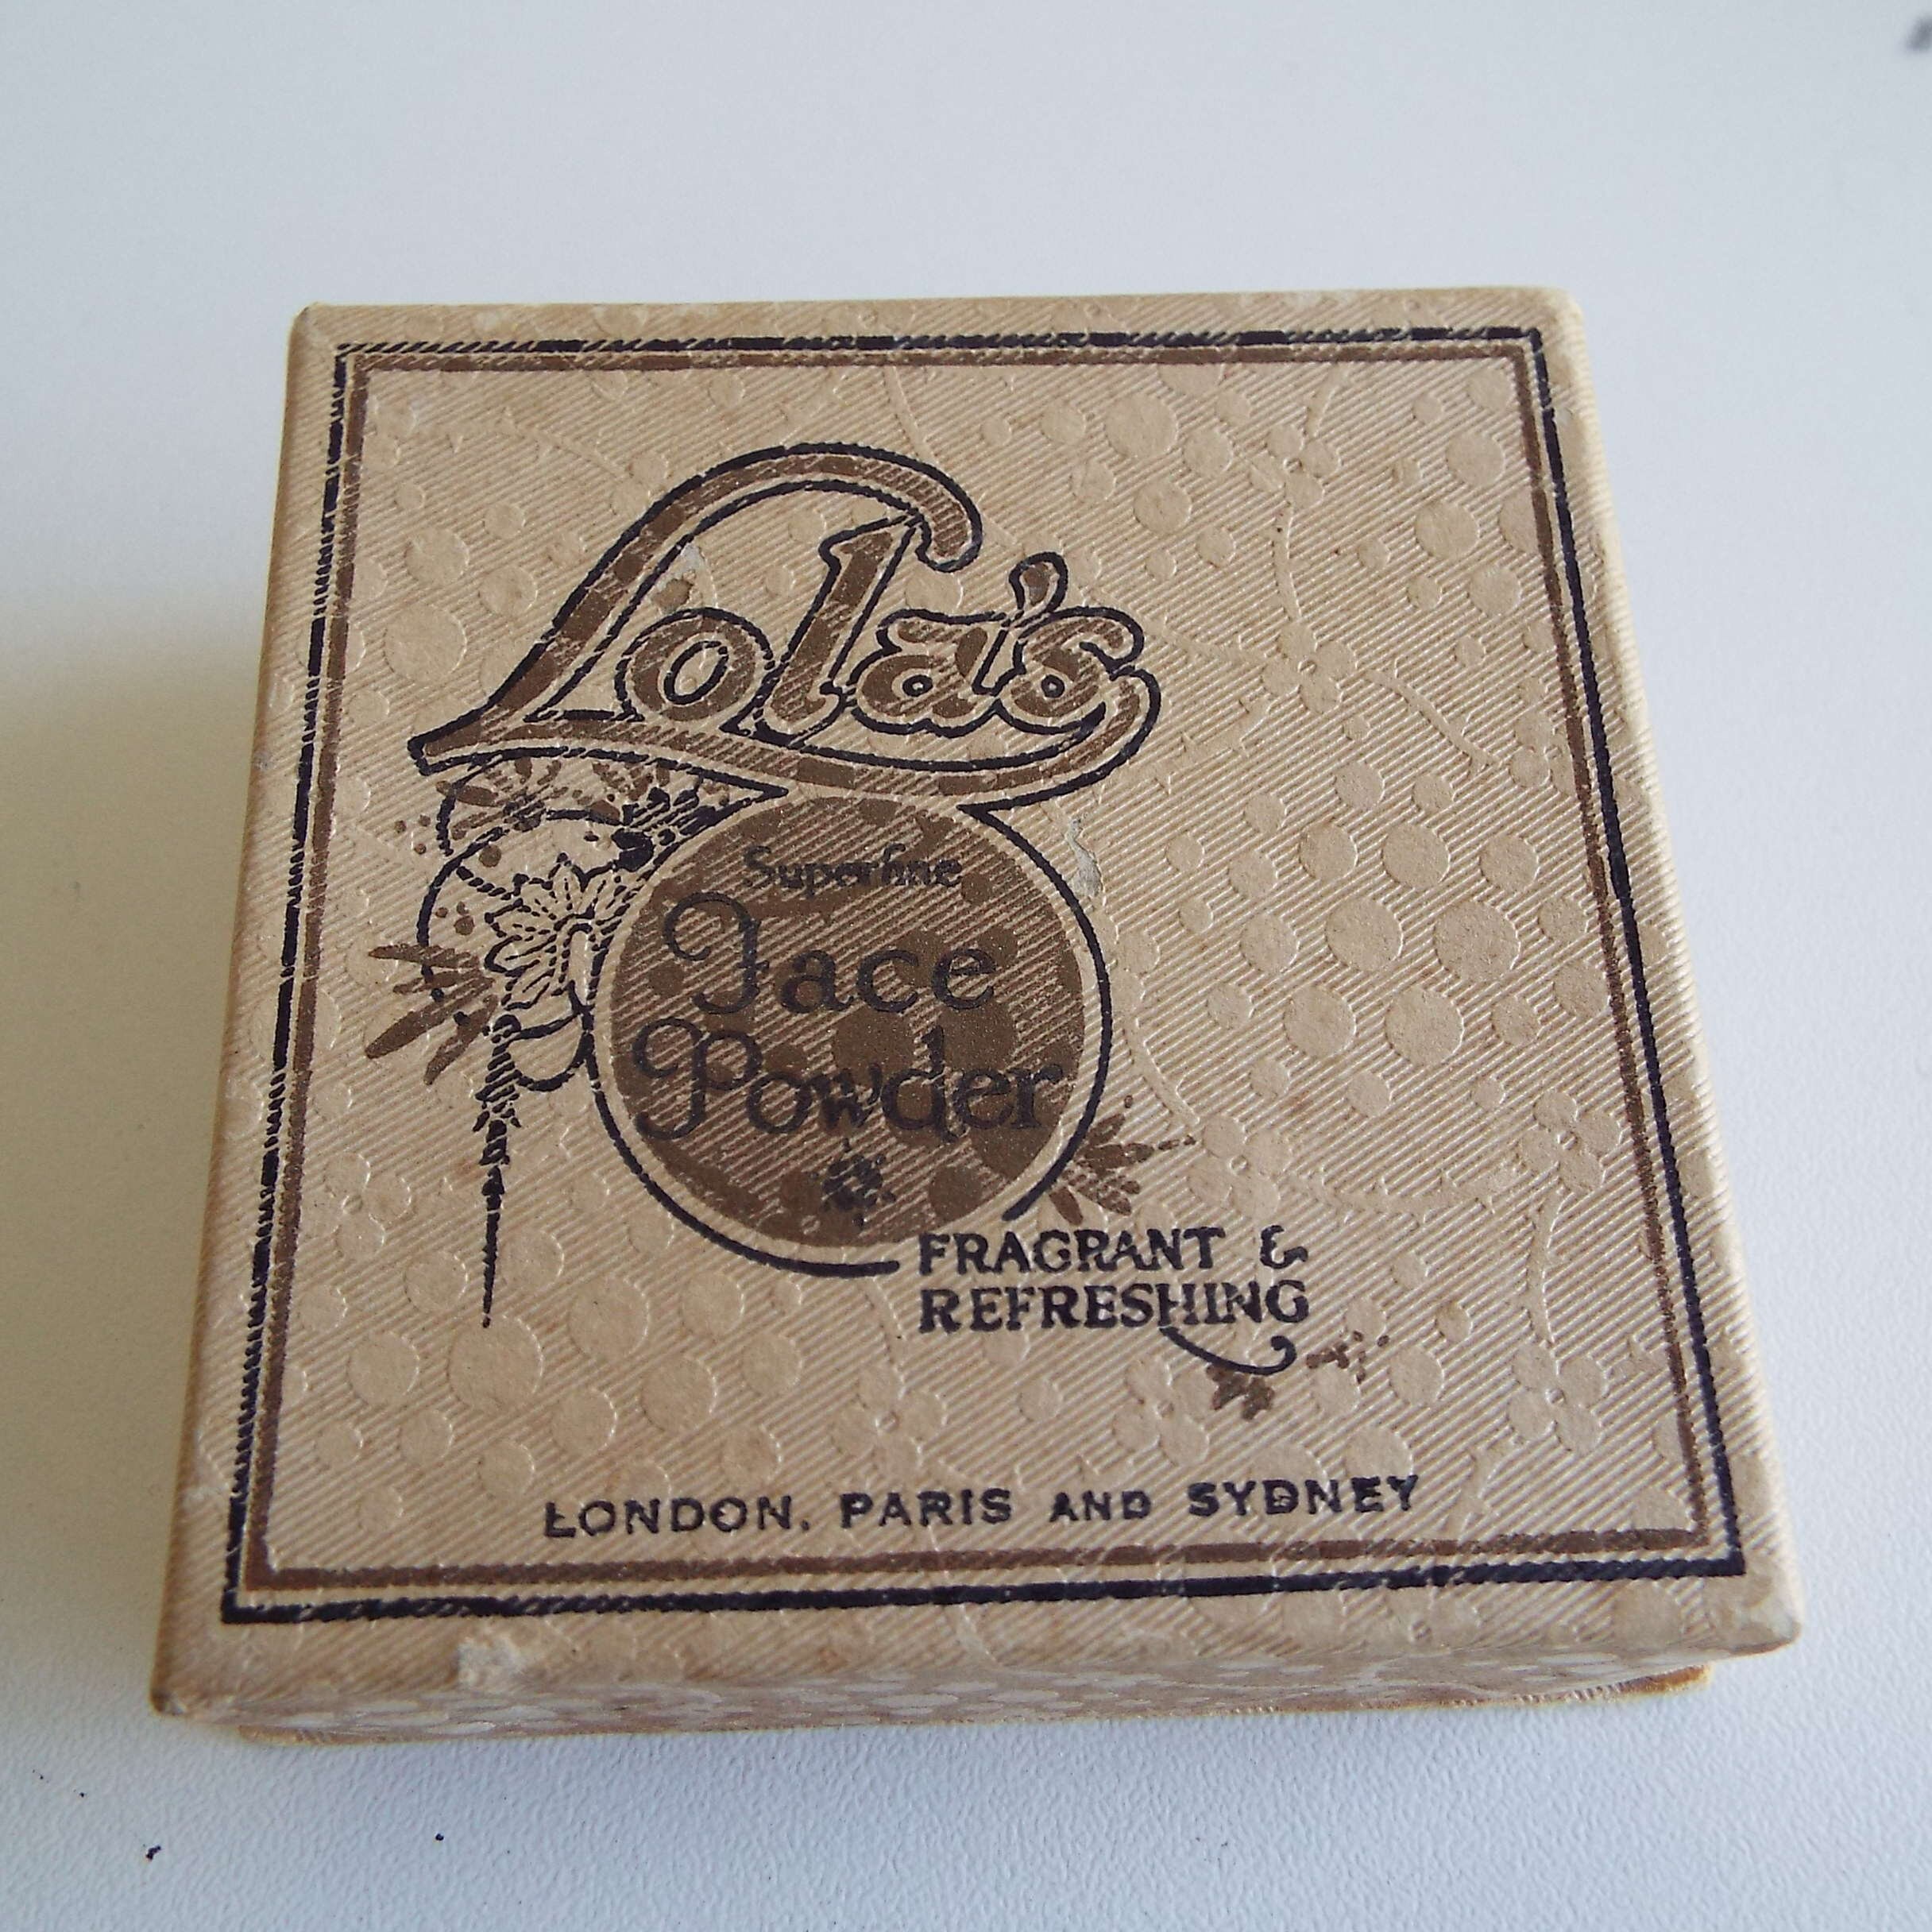 Lola's
Superfine
Face
Powder
FRAGRANT &
REFRESHING
LONDON, PARIS AND SYDNEY